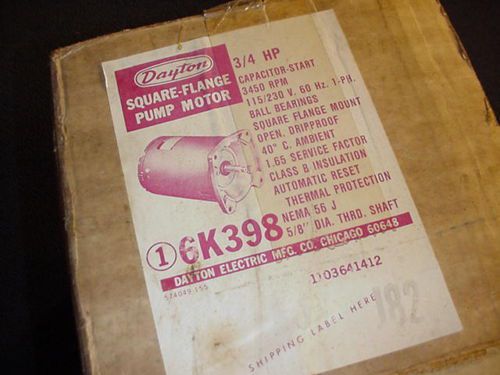 Dayton
SQUARE-FLANGE
PUMP MOTOR
3/4 HP
CAPACITOR-START
3450 RPM
115/230 V. 60 Hz. 1-PH.
BALL BEARINGS
SQUARE FLANGE MOUNT
OPEN, DRIPPROOF
40° C. AMBIENT
1.65 SERVICE FACTOR
CLASS B INSULATION
AUTOMATIC RESET
THERMAL PROTECTION
NEMA 56 J
5/8" DIA. THRD. SHAFT
1 6K398
DAYTON ELECTRIC MFG. CO. CHICAGO 60648
574049-155
1103641412
SHIPPING LABEL HERE
182